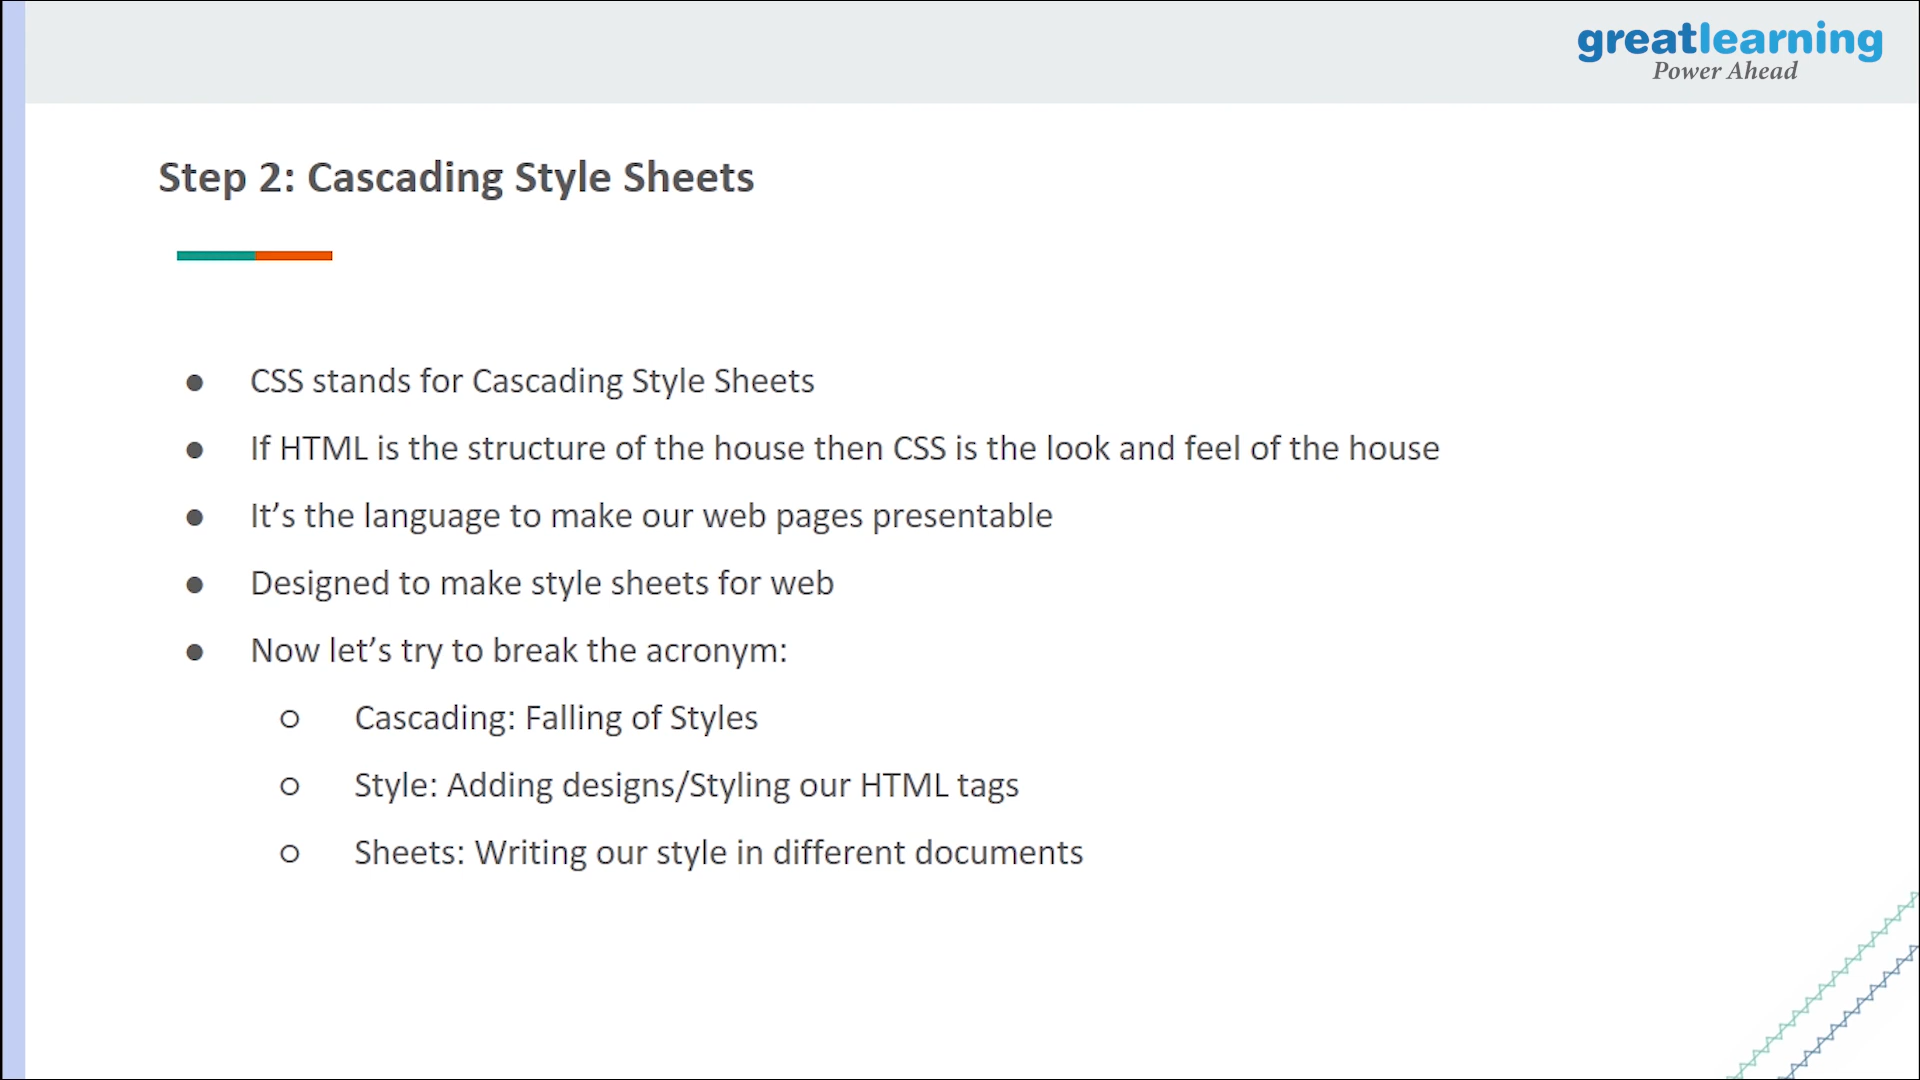 greatlearning
Power Ahead
Step 2: Cascading Style Sheets
● CSS stands for Cascading Style Sheets
● If HTML is the structure of the house then CSS is the look and feel of the house
● It’s the language to make our web pages presentable
● Designed to make style sheets for web
● Now let’s try to break the acronym:
○ Cascading: Falling of Styles
○ Style: Adding designs/Styling our HTML tags
○ Sheets: Writing our style in different documents